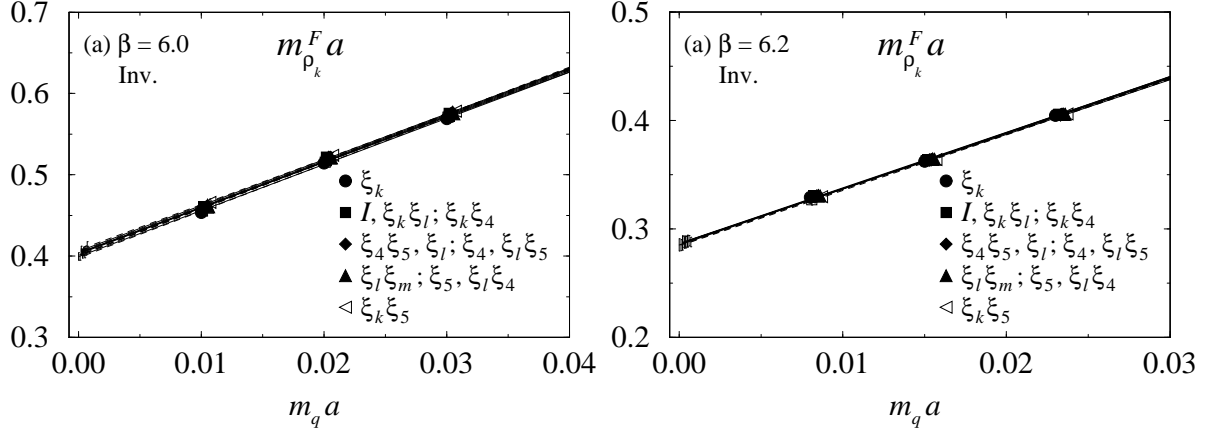 0.7
(a) β = 6.0
Inv.
m_{ρ_k}^F a
0.6
0.5
0.4
0.3
ξ_k
I, ξ_kξ_l ; ξ_kξ_4
ξ_4ξ_5, ξ_l ; ξ_4, ξ_lξ_5
ξ_lξ_m ; ξ_5, ξ_lξ_4
ξ_kξ_5
0.00 0.01 0.02 0.03 0.04
m_q a
0.5
(a) β = 6.2
Inv.
m_{ρ_k}^F a
0.4
0.3
0.2
ξ_k
I, ξ_kξ_l ; ξ_kξ_4
ξ_4ξ_5, ξ_l ; ξ_4, ξ_lξ_5
ξ_lξ_m ; ξ_5, ξ_lξ_4
ξ_kξ_5
0.00 0.01 0.02 0.03
m_q a